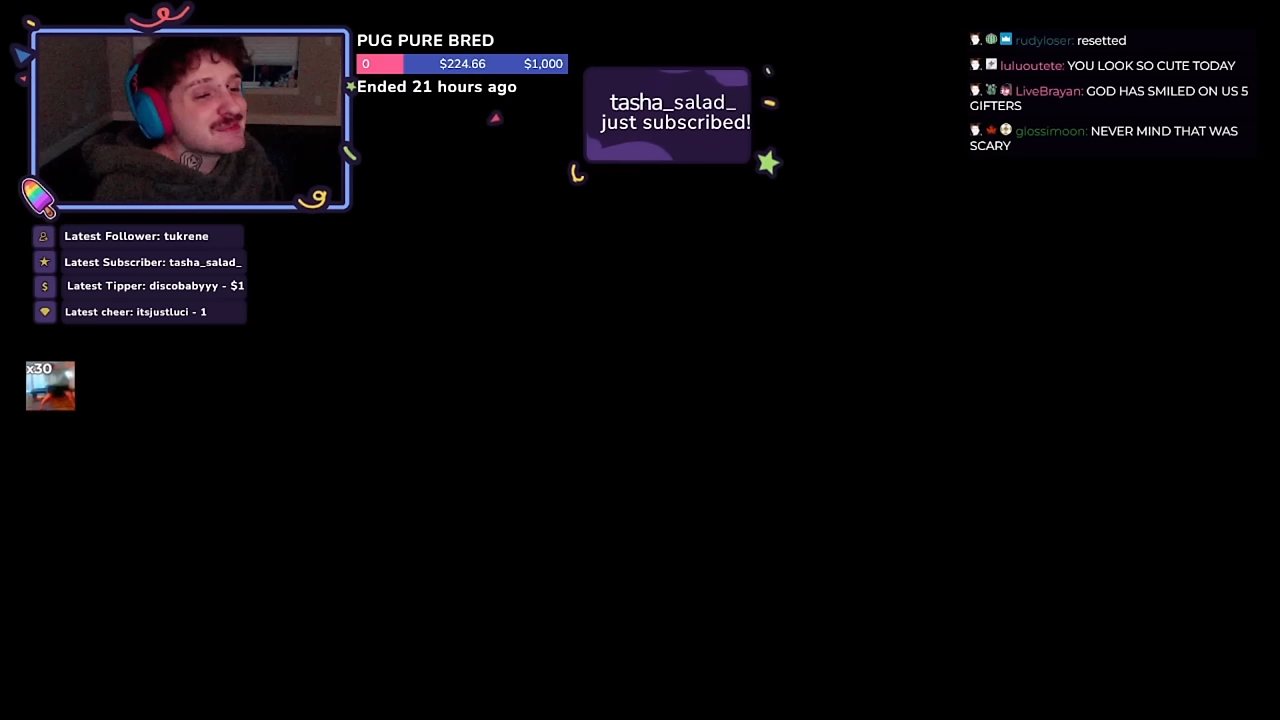 PUG PURE BRED
0 $224.66 $1,000
Ended 21 hours ago
tasha_salad_
just subscribed!
Latest Follower: tukrene
Latest Subscriber: tasha_salad_
Latest Tipper: discobabyyy - $1
Latest cheer: itsjustluci - 1
x30
rudyloser: resetted
luluoutete: YOU LOOK SO CUTE TODAY
LiveBrayan: GOD HAS SMILED ON US 5
GIFTERS
glossimoon: NEVER MIND THAT WAS
SCARY